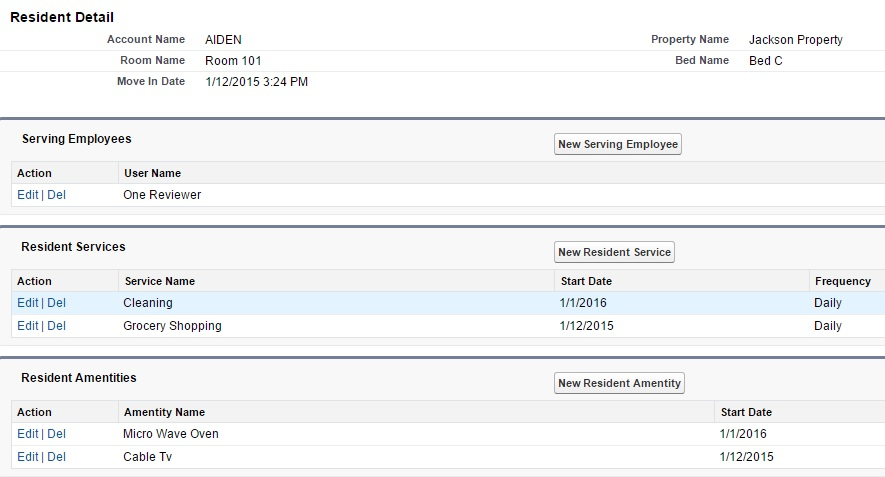 Resident Detail
Account Name AIDEN Property Name Jackson Property
Room Name Room 101 Bed Name Bed C
Move In Date 1/12/2015 3:24 PM
Serving Employees New Serving Employee
Action User Name
Edit | Del One Reviewer
Resident Services New Resident Service
Action Service Name Start Date Frequency
Edit | Del Cleaning 1/1/2016 Daily
Edit | Del Grocery Shopping 1/12/2015 Daily
Resident Amentities New Resident Amentity
Action Amentity Name Start Date
Edit | Del Micro Wave Oven 1/1/2016
Edit | Del Cable Tv 1/12/2015